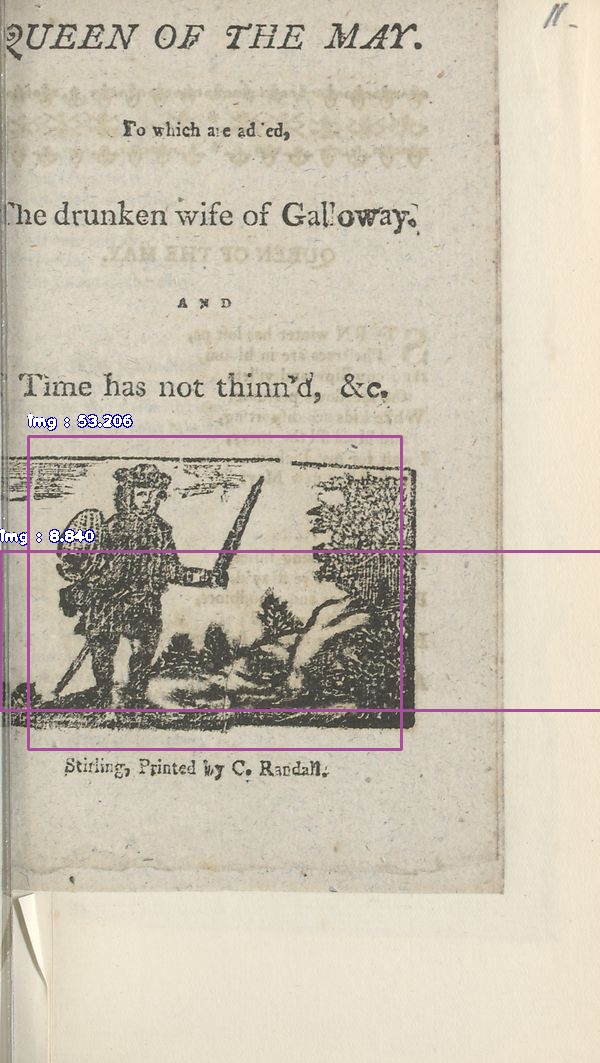 QUEEN OF THE MAY.
11-
To which are added,
The drunken wife of Galloway.
AND
Time has not thinn'd, &c.
img : 53.206
img : 8.840
Stirling, Printed by C. Randall.